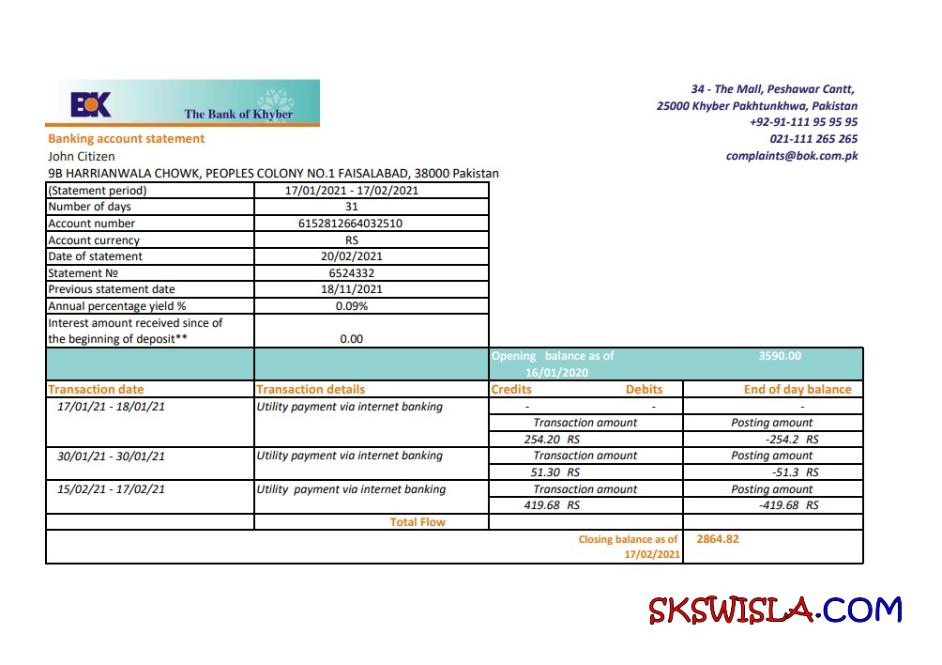 BOK
The Bank of Khyber
34 - The Mall, Peshawar Cantt,
25000 Khyber Pakhtunkhwa, Pakistan
+92-91-111 95 95 95
021-111 265 265
complaints@bok.com.pk
Banking account statement
John Citizen
9B HARRIANWALA CHOWK, PEOPLES COLONY NO.1 FAISALABAD, 38000 Pakistan
(Statement period) 17/01/2021 - 17/02/2021
Number of days 31
Account number 6152812664032510
Account currency RS
Date of statement 20/02/2021
Statement № 6524332
Previous statement date 18/11/2021
Annual percentage yield % 0.09%
Interest amount received since of
the beginning of deposit** 0.00
Opening balance as of 3590.00
16/01/2020
Transaction date Transaction details Credits Debits End of day balance
17/01/21 - 18/01/21 Utility payment via internet banking - - -
Transaction amount Posting amount
254.20 RS -254.2 RS
30/01/21 - 30/01/21 Utility payment via internet banking Transaction amount Posting amount
51.30 RS -51.3 RS
15/02/21 - 17/02/21 Utility payment via internet banking Transaction amount Posting amount
419.68 RS -419.68 RS
Total Flow
Closing balance as of 2864.82
17/02/2021
SKSWISLA.COM